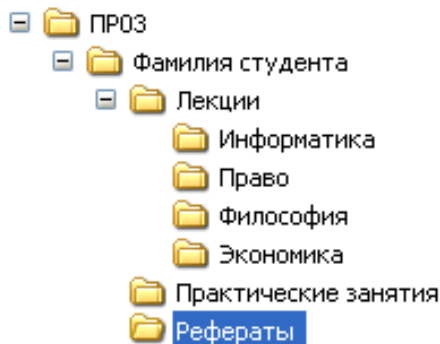 ПР03
Фамилия студента
Лекции
Информатика
Право
Философия
Экономика
Практические занятия
Рефераты